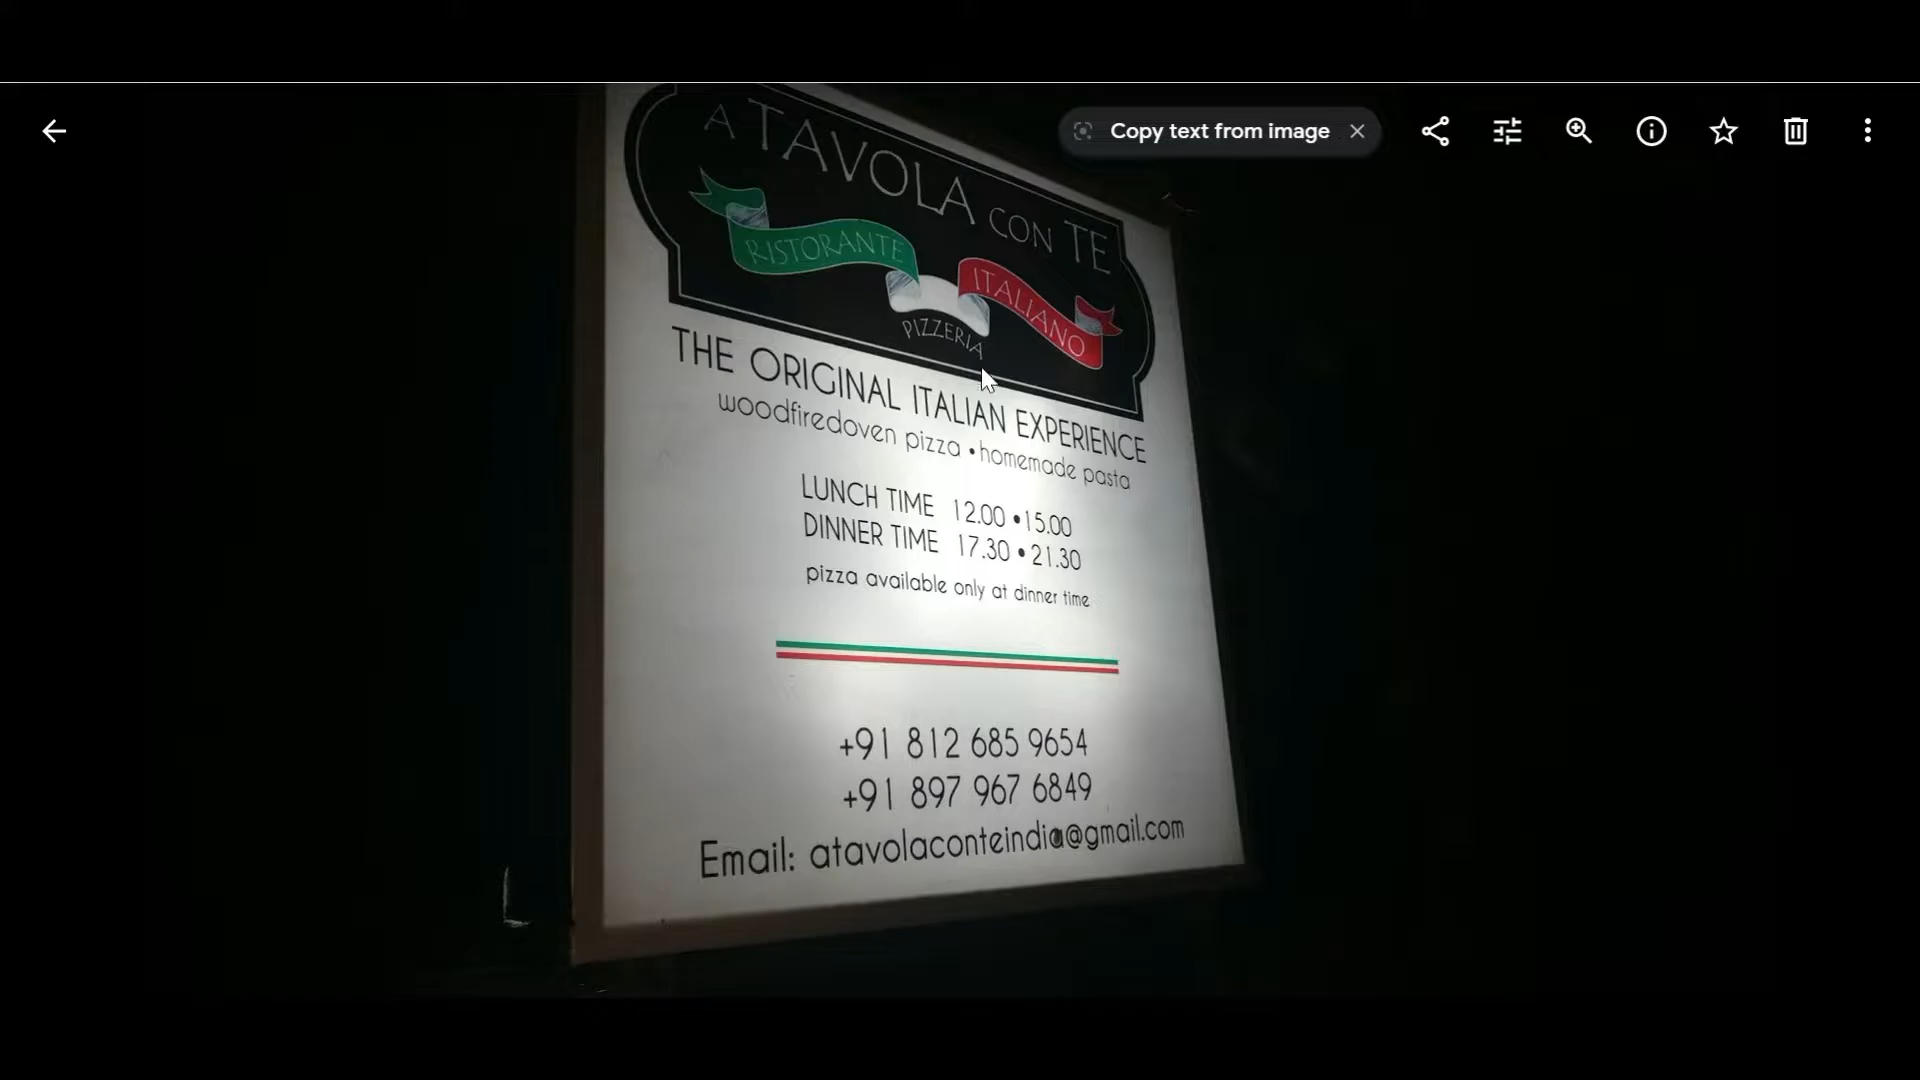 Copy text from image
A TAVOLA CON TE
RISTORANTE
ITALIANO
PIZZERIA
THE ORIGINAL ITALIAN EXPERIENCE
woodfiredoven pizza • homemade pasta
LUNCH TIME 12.00 • 15.00
DINNER TIME 17.30 • 21.30
pizza available only at dinner time
+91 812 685 9654
+91 897 967 6849
Email: atavolaconteindia@gmail.com